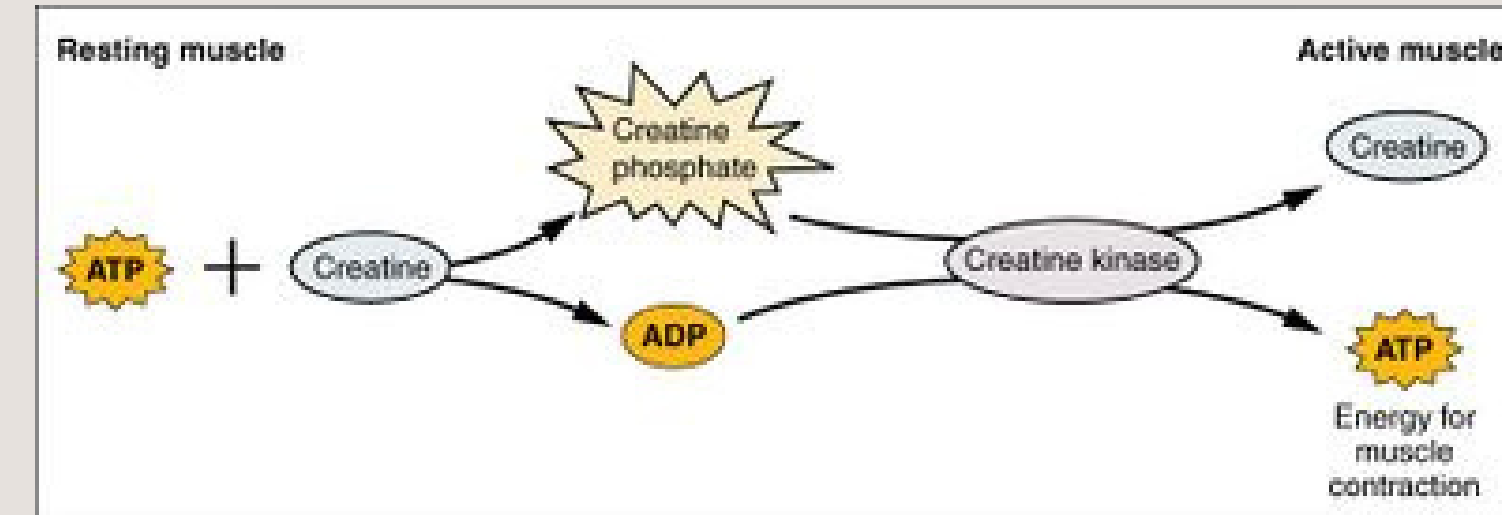 Resting muscle
Active muscle
Creatine
phosphate
Creatine
ATP
+
Creatine
Creatine kinase
ADP
ATP
Energy for
muscle
contraction